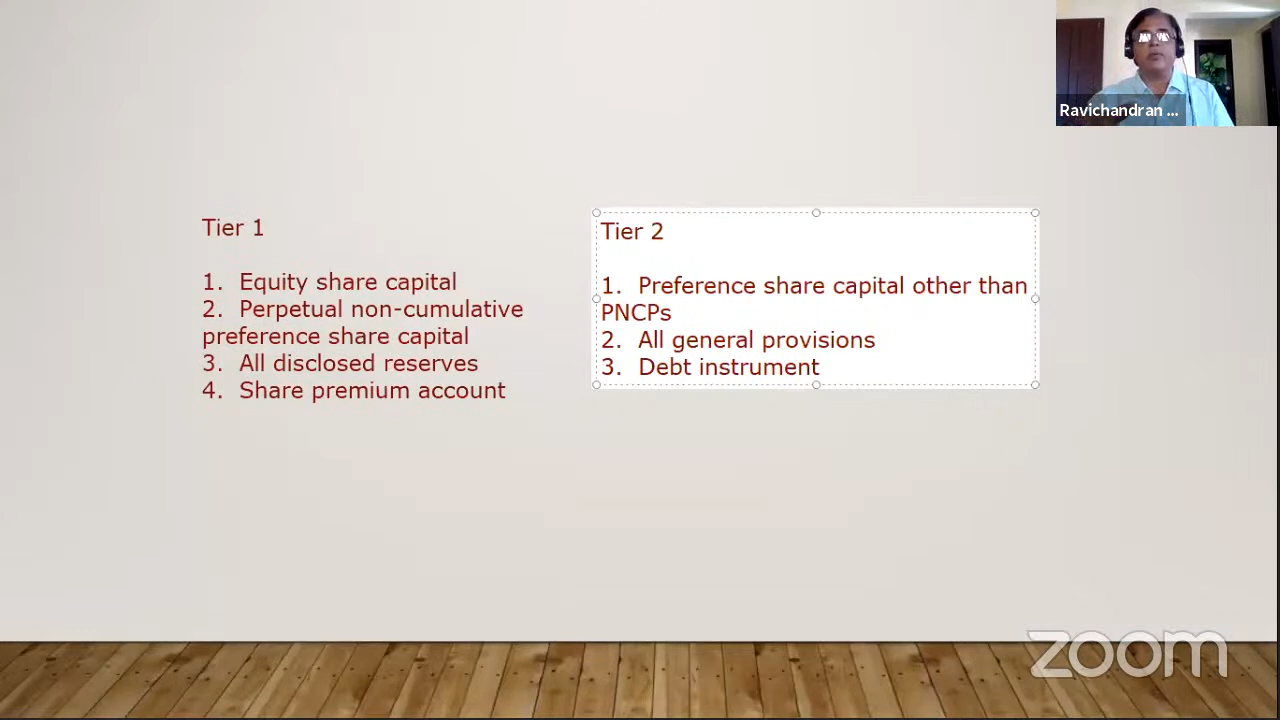 Ravichandran ...
Tier 1
1. Equity share capital
2. Perpetual non-cumulative
preference share capital
3. All disclosed reserves
4. Share premium account
Tier 2
1. Preference share capital other than
PNCPs
2. All general provisions
3. Debt instrument
zoom